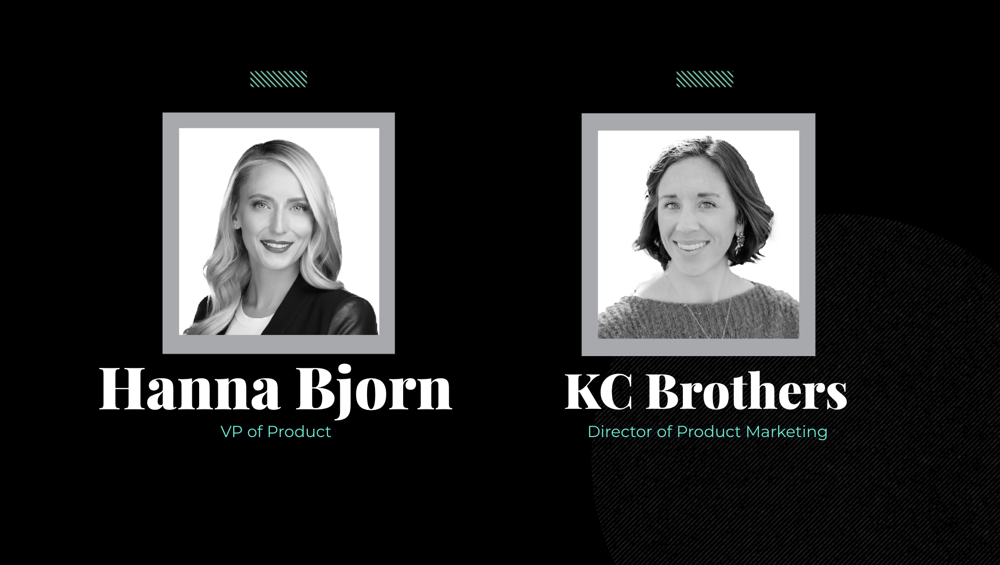 Hanna Bjorn
VP of Product
KC Brothers
Director of Product Marketing